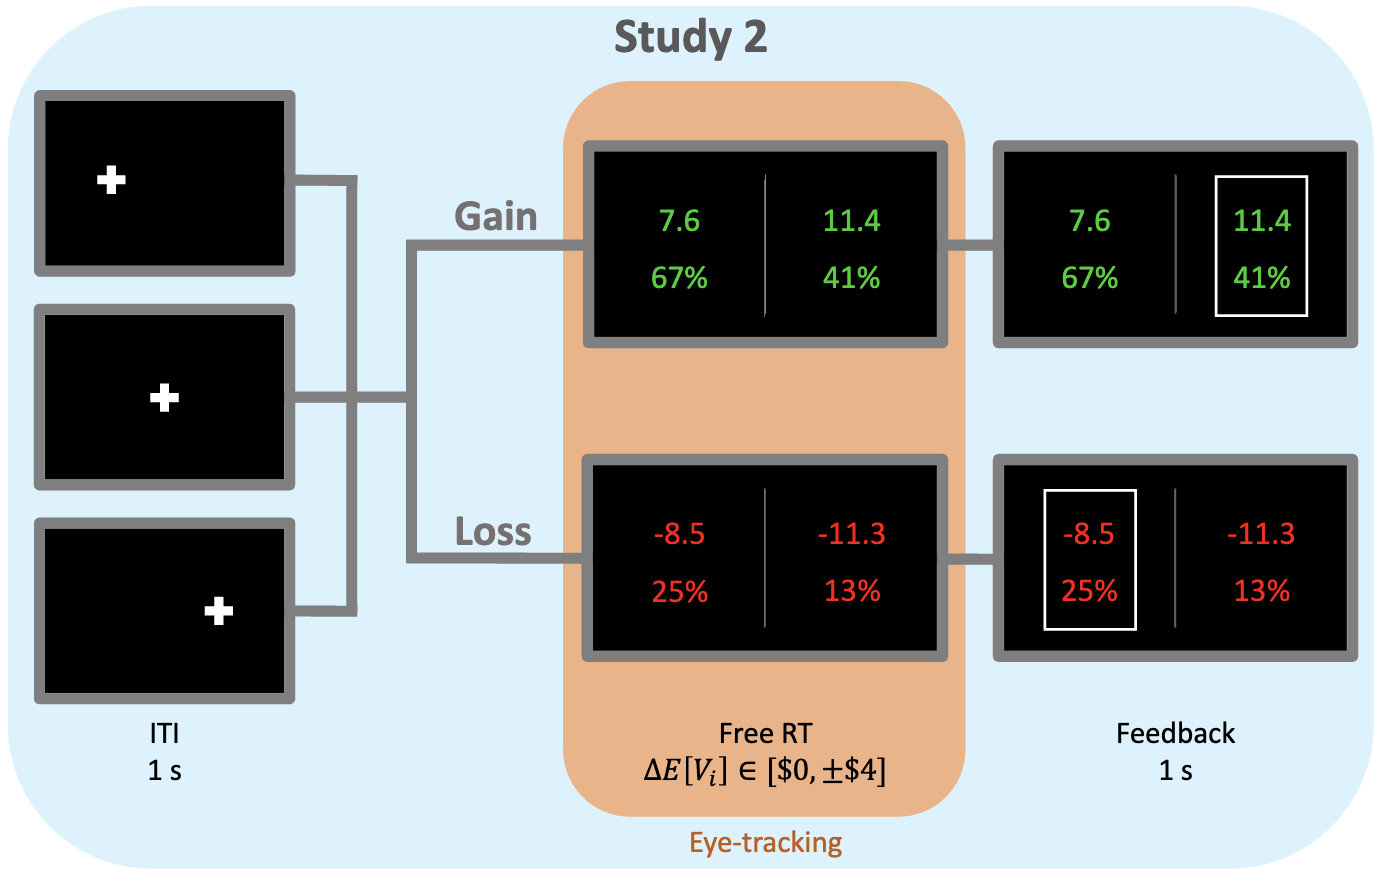 Study 2
Gain
7.6 11.4
67% 41%
7.6 11.4
67% 41%
Loss
-8.5 -11.3
25% 13%
-8.5 -11.3
25% 13%
ITI
1 s
Free RT
ΔE[Vᵢ] ∈ [$0, ±$4]
Feedback
1 s
Eye-tracking